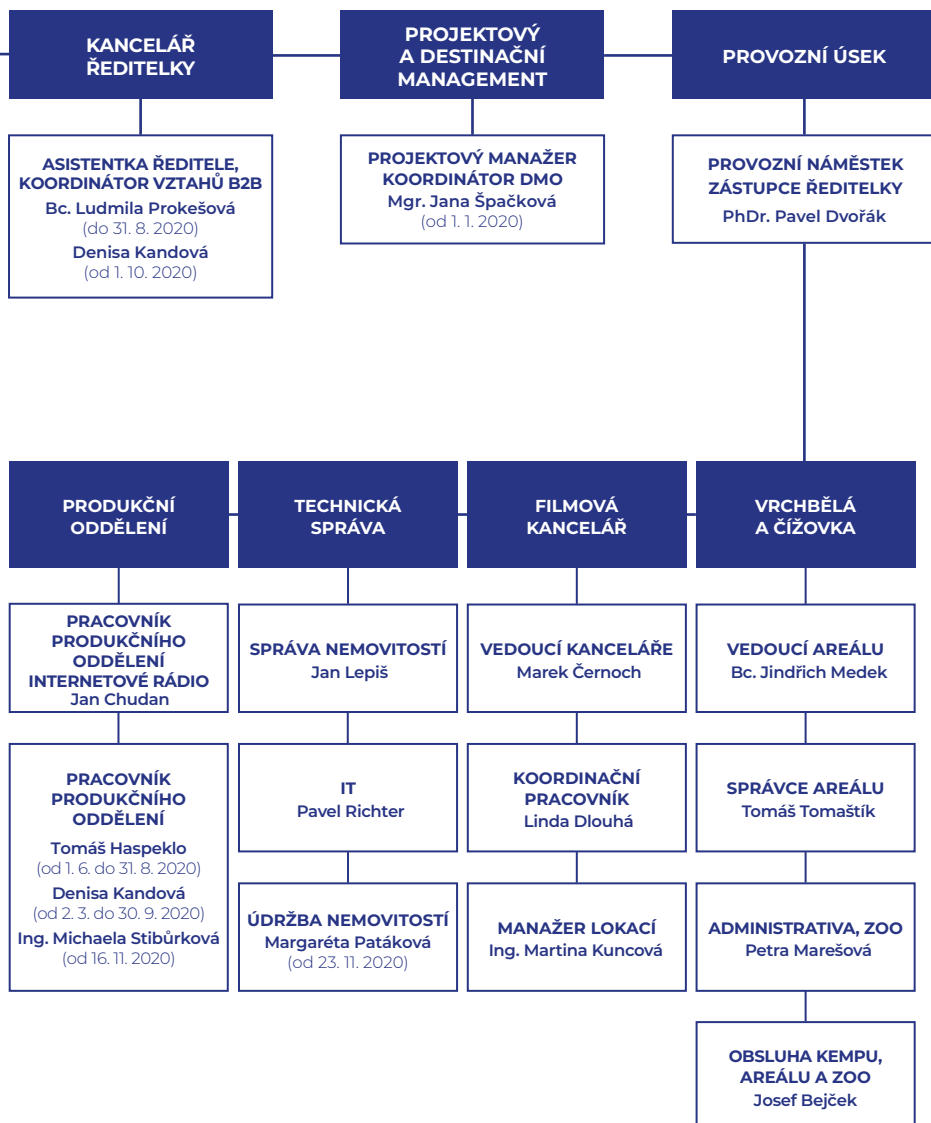 KANCELÁŘ
ŘEDITELKY
PROJEKTOVÝ
A DESTINAČNÍ
MANAGEMENT
PROVOZNÍ ÚSEK
ASISTENTKA ŘEDITELE,
KOORDINÁTOR VZTAHŮ B2B
Bc. Ludmila Prokešová
(do 31. 8. 2020)
Denisa Kandová
(od 1. 10. 2020)
PROJEKTOVÝ MANAŽER
KOORDINÁTOR DMO
Mgr. Jana Špačková
(od 1. 1. 2020)
PROVOZNÍ NÁMĚSTEK
ZÁSTUPCE ŘEDITELKY
PhDr. Pavel Dvořák
PRODUKČNÍ
ODDĚLENÍ
PRACOVNÍK
PRODUKČNÍHO
ODDĚLENÍ
INTERNETOVÉ RÁDIO
Jan Chudan
PRACOVNÍK
PRODUKČNÍHO
ODDĚLENÍ
Tomáš Haspeklo
(od 1. 6. do 31. 8. 2020)
Denisa Kandová
(od 2. 3. do 30. 9. 2020)
Ing. Michaela Stibůrková
(od 16. 11. 2020)
TECHNICKÁ
SPRÁVA
SPRÁVA NEMOVITOSTÍ
Jan Lepiš
IT
Pavel Richter
ÚDRŽBA NEMOVITOSTÍ
Margaréta Patáková
(od 23. 11. 2020)
FILMOVÁ
KANCELÁŘ
VEDOUCÍ KANCELÁŘE
Marek Černoch
KOORDINAČNÍ
PRACOVNÍK
Linda Dlouhá
MANAŽER LOKACÍ
Ing. Martina Kuncová
VRCHBĚLÁ
A ČÍŽOVKA
VEDOUCÍ AREÁLU
Bc. Jindřich Medek
SPRÁVCE AREÁLU
Tomáš Tomaštík
ADMINISTRATIVA, ZOO
Petra Marešová
OBSLUHA KEMPU,
AREÁLU A ZOO
Josef Bejček